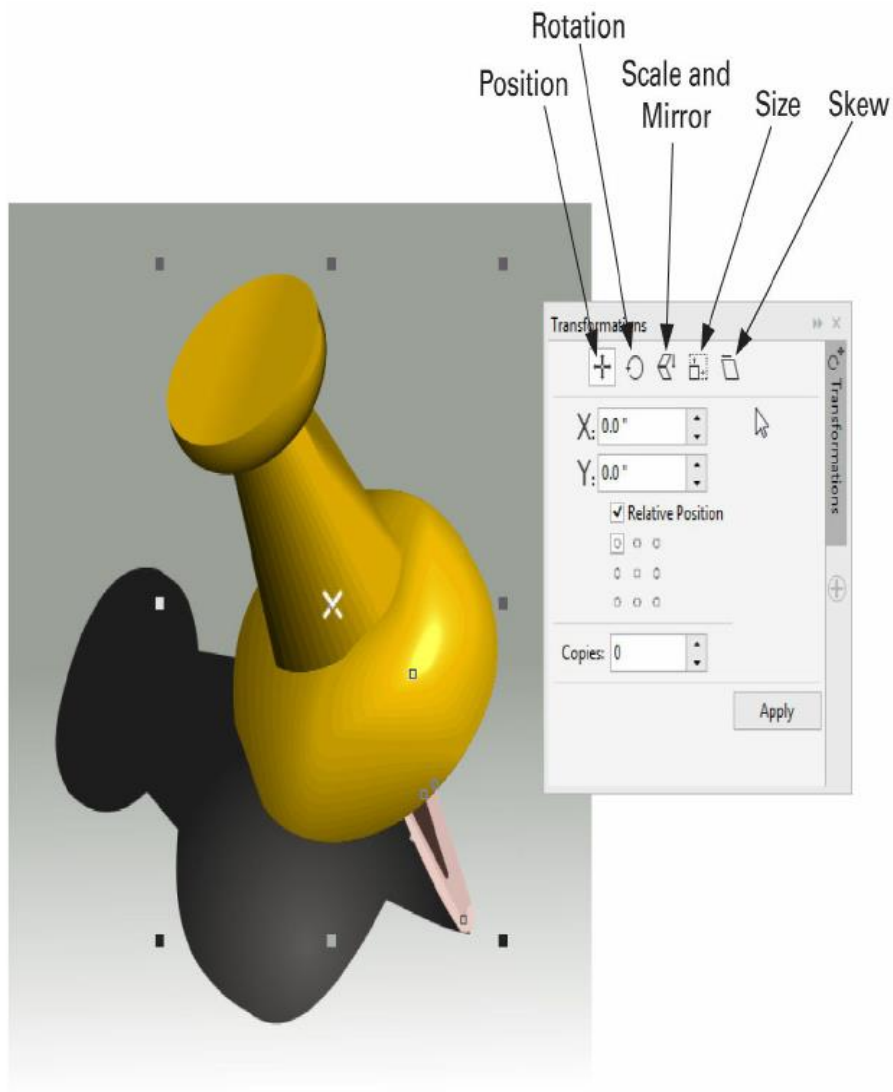 Rotation
Position
Scale and
Mirror
Size
Skew
Transformations
X: 0.0 "
Y: 0.0 "
Relative Position
Copies: 0
Apply
Transformations